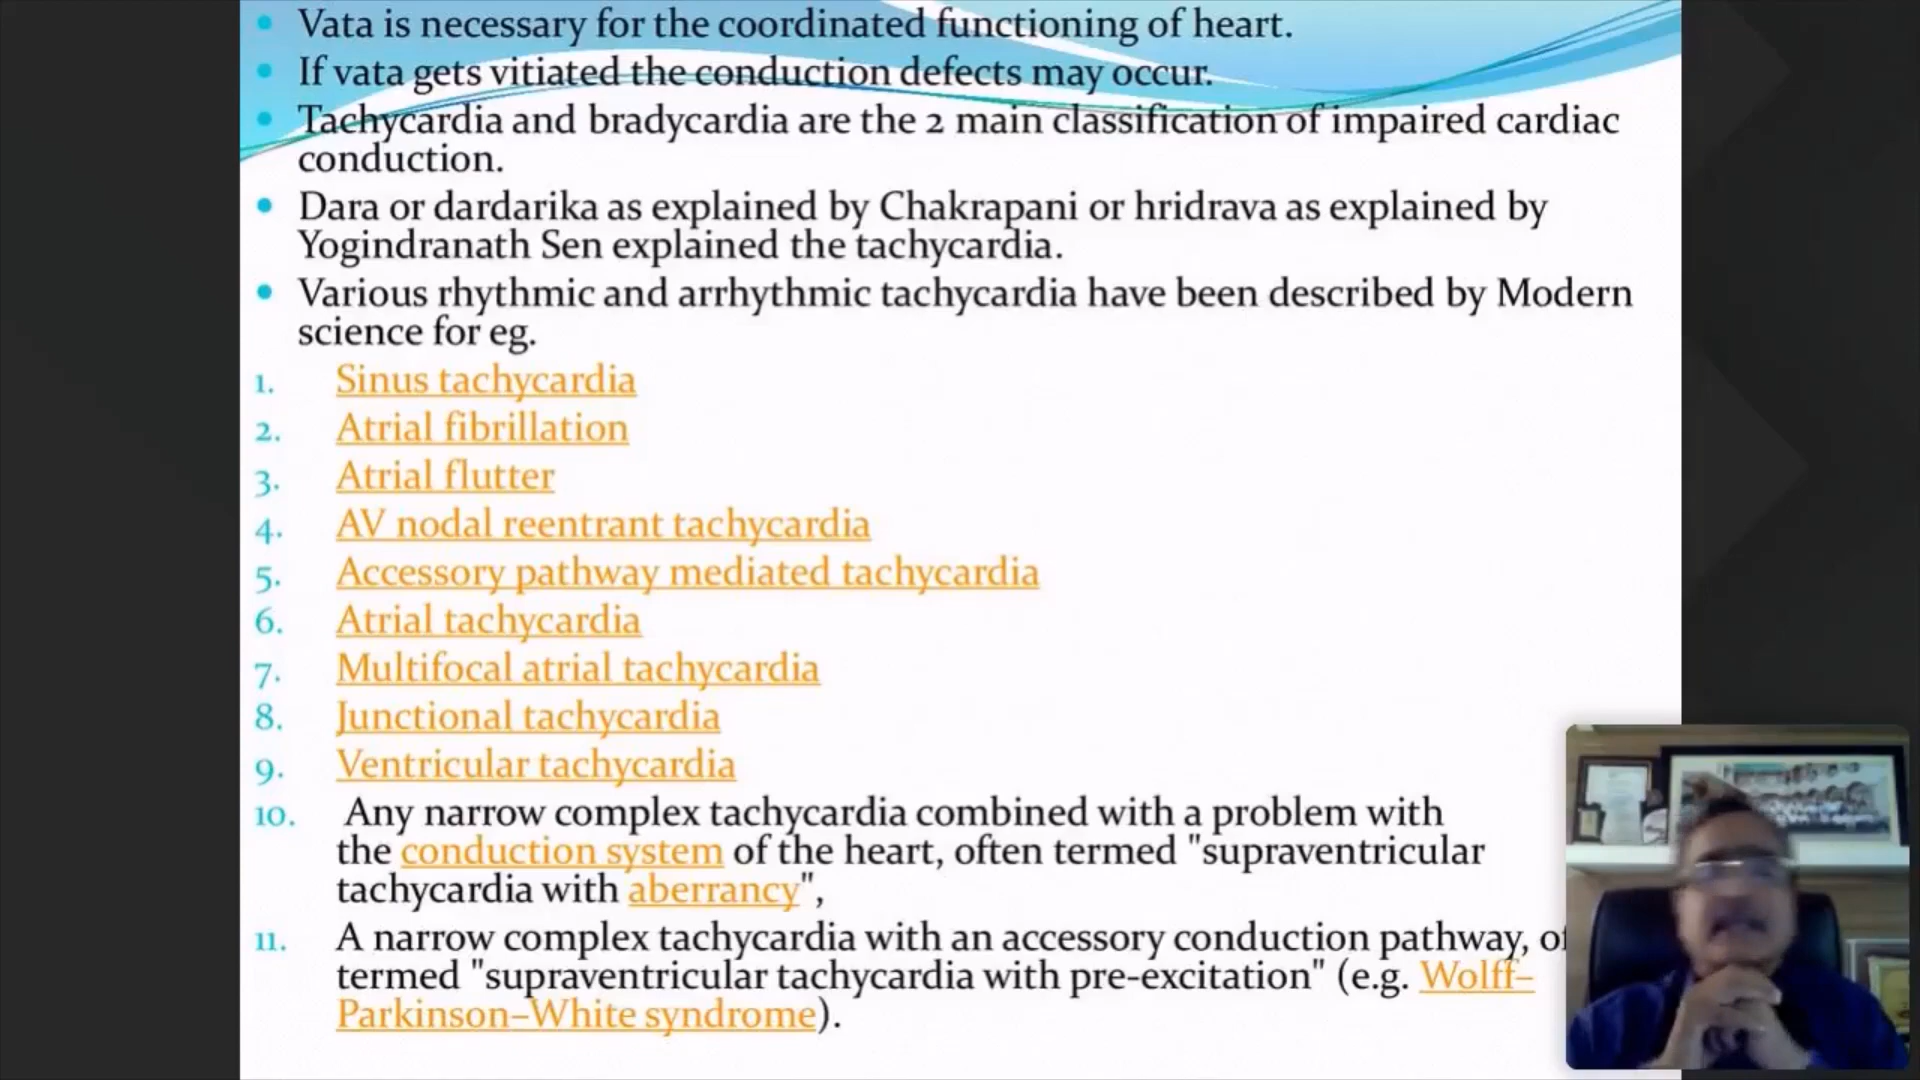 • Vata is necessary for the coordinated functioning of heart.
• If vata gets vitiated the conduction defects may occur.
• Tachycardia and bradycardia are the 2 main classification of impaired cardiac
conduction.
• Dara or dardarika as explained by Chakrapani or hridrava as explained by
Yogindranath Sen explained the tachycardia.
• Various rhythmic and arrhythmic tachycardia have been described by Modern
science for eg.
1. Sinus tachycardia
2. Atrial fibrillation
3. Atrial flutter
4. AV nodal reentrant tachycardia
5. Accessory pathway mediated tachycardia
6. Atrial tachycardia
7. Multifocal atrial tachycardia
8. Junctional tachycardia
9. Ventricular tachycardia
10. Any narrow complex tachycardia combined with a problem with
the conduction system of the heart, often termed "supraventricular
tachycardia with aberrancy",
11. A narrow complex tachycardia with an accessory conduction pathway,
termed "supraventricular tachycardia with pre-excitation" (e.g. Wolff–
Parkinson–White syndrome).